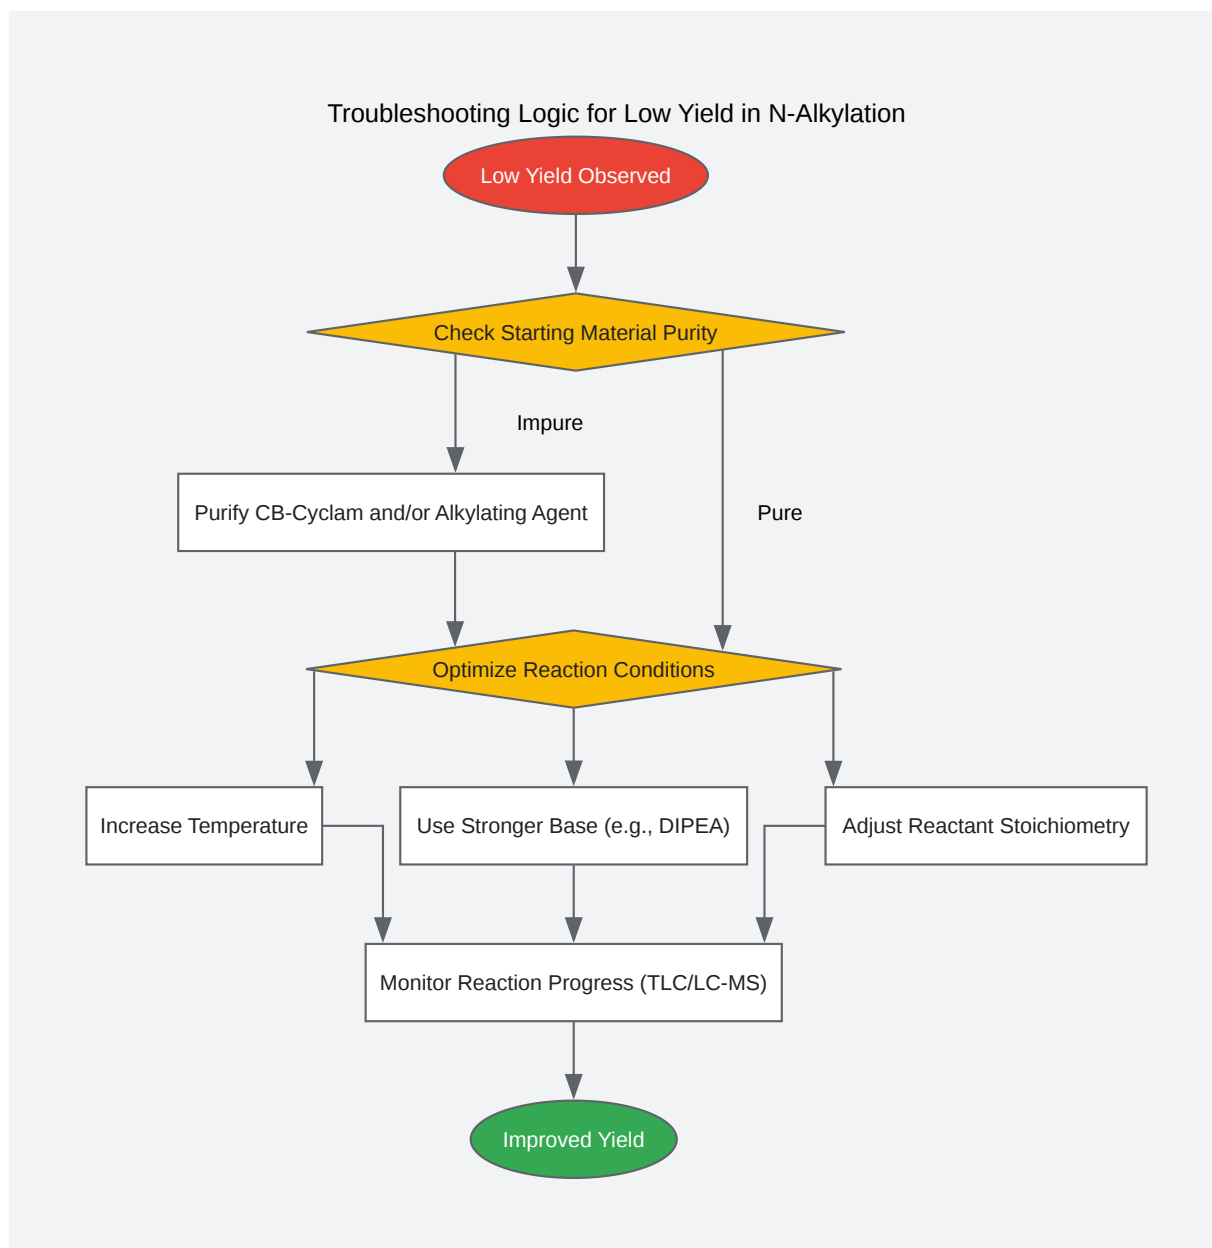 Troubleshooting Logic for Low Yield in N-Alkylation
Low Yield Observed
Check Starting Material Purity
Impure
Purify CB-Cyclam and/or Alkylating Agent
Pure
Optimize Reaction Conditions
Increase Temperature
Use Stronger Base (e.g., DIPEA)
Adjust Reactant Stoichiometry
Monitor Reaction Progress (TLC/LC-MS)
Improved Yield